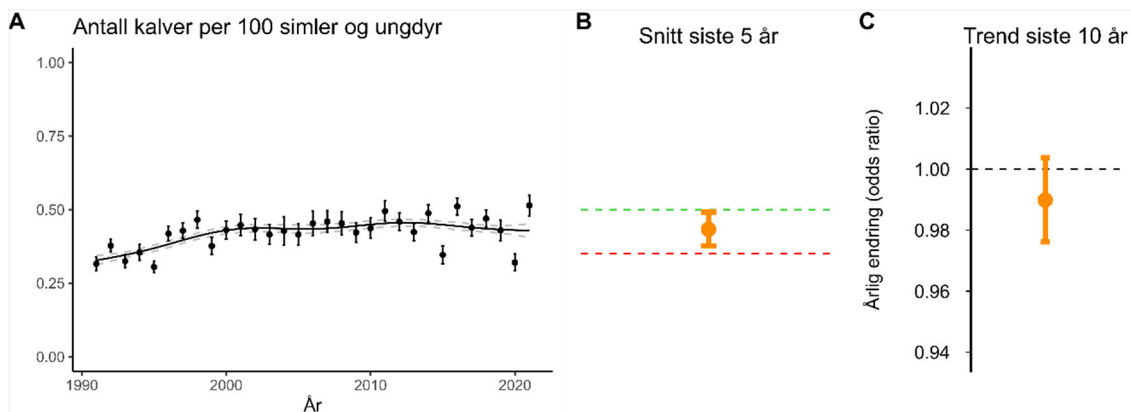 A
Antall kalver per 100 simler og ungdyr
1.00
0.75
0.50
0.25
0.00
1990
2000
2010
2020
År
B
Snitt siste 5 år
C
Trend siste 10 år
Årlig endring (odds ratio)
1.02
1.00
0.98
0.96
0.94